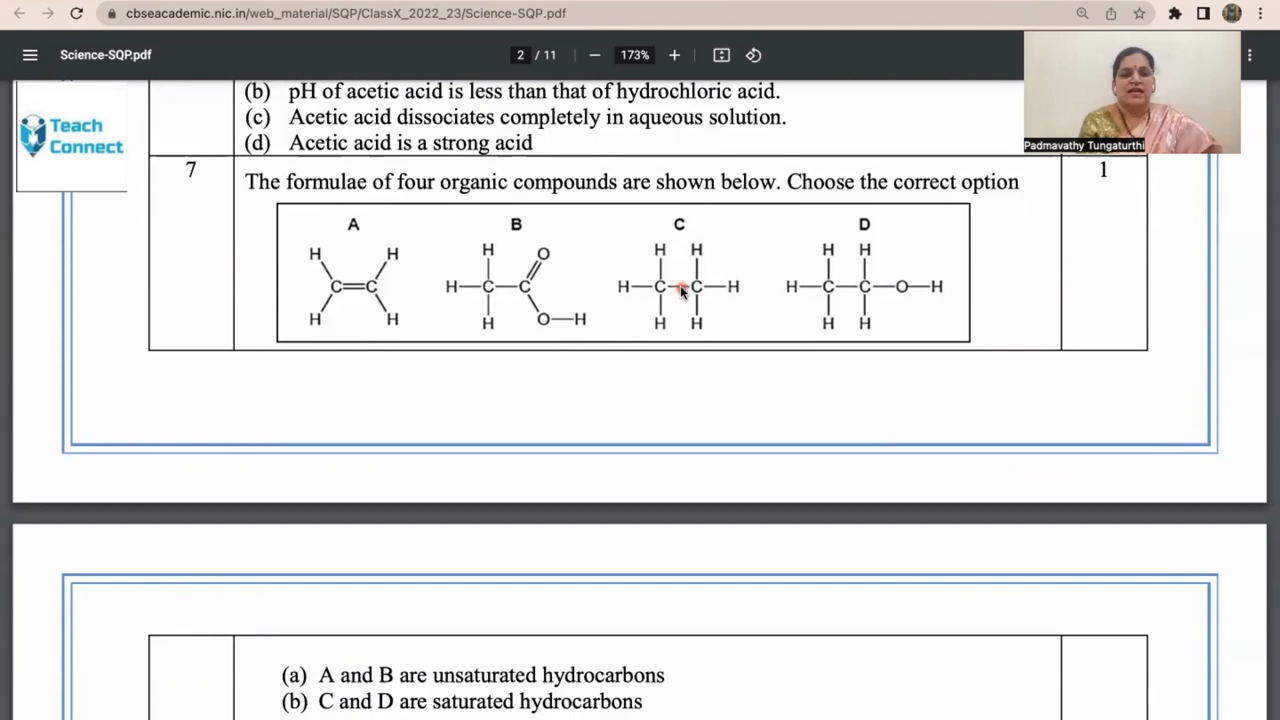 cbseacademic.nic.in/web_material/SQP/ClassX_2022_23/Science-SQP.pdf
Science-SQP.pdf
2 / 11
173%
Padmavathy Tungaturthi
Teach
Connect
(b) pH of acetic acid is less than that of hydrochloric acid.
(c) Acetic acid dissociates completely in aqueous solution.
(d) Acetic acid is a strong acid
7
The formulae of four organic compounds are shown below. Choose the correct option
1
A B C D
H H H O H H H H
C=C H—C—C H—C—C—H H—C—C—O—H
H H H O—H H H H H
(a) A and B are unsaturated hydrocarbons
(b) C and D are saturated hydrocarbons